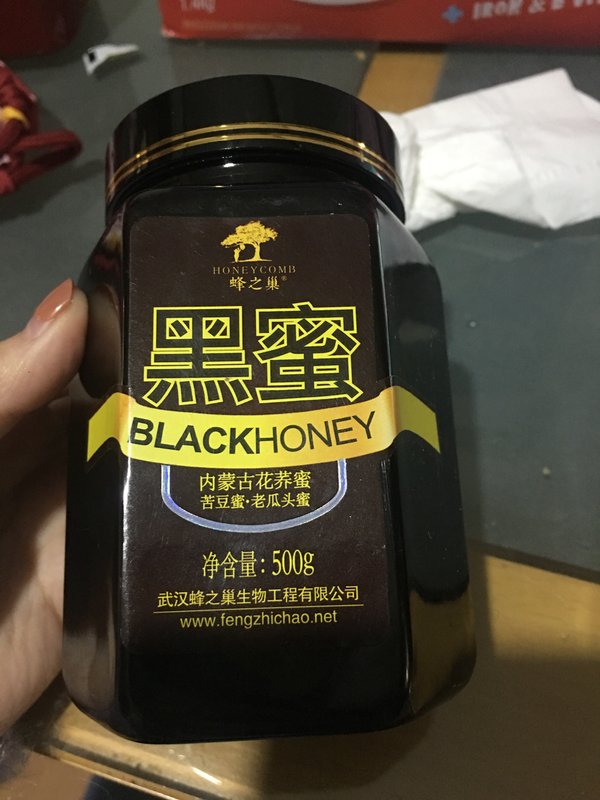 1.4Kg
HONEYCOMB
蜂之巢®
黑蜜
BLACKHONEY
内蒙古花荞蜜
苦豆蜜·老瓜头蜜
净含量：500g
武汉蜂之巢生物工程有限公司
www.fengzhichao.net